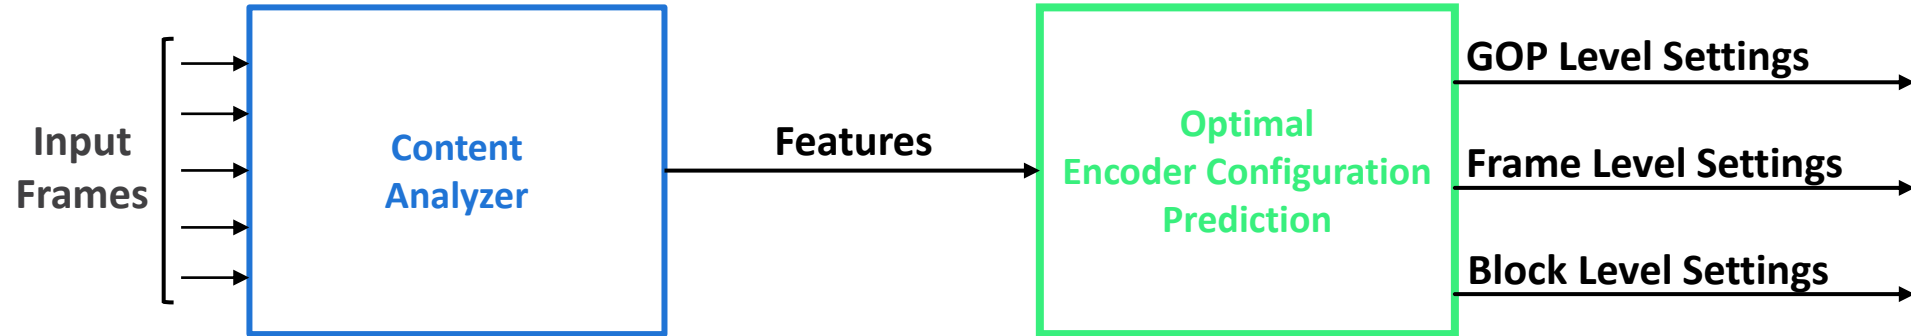 Input
Frames
Content
Analyzer
Features
Optimal
Encoder Configuration
Prediction
GOP Level Settings
Frame Level Settings
Block Level Settings